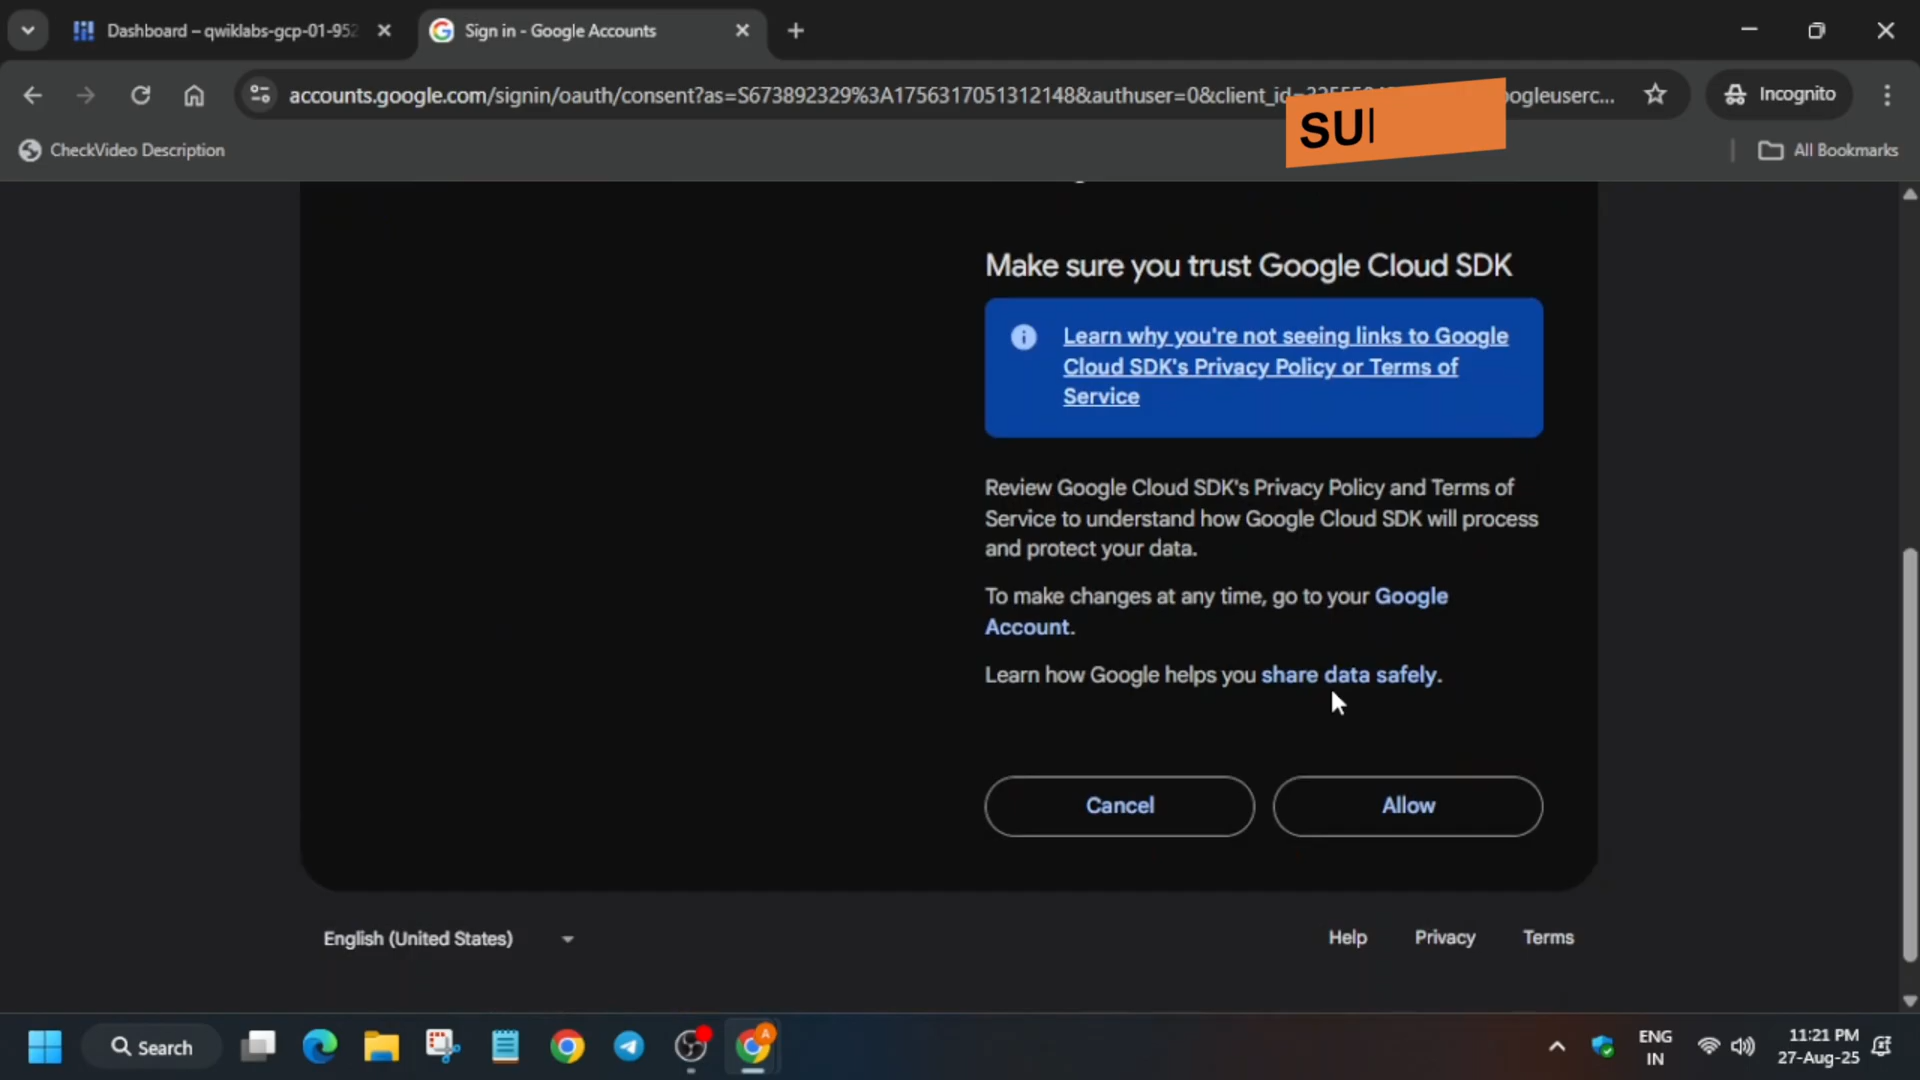 Dashboard – qwiklabs-gcp-01-952
Sign in - Google Accounts
accounts.google.com/signin/oauth/consent?as=S673892329%3A1756317051312148&authuser=0&client_id=
ogleuserc...
Incognito
SU
CheckVideo Description
All Bookmarks
Make sure you trust Google Cloud SDK
Learn why you're not seeing links to Google
Cloud SDK's Privacy Policy or Terms of
Service
Review Google Cloud SDK's Privacy Policy and Terms of
Service to understand how Google Cloud SDK will process
and protect your data.
To make changes at any time, go to your Google
Account.
Learn how Google helps you share data safely.
Cancel
Allow
English (United States)
Help
Privacy
Terms
Search
A
ENG
IN
11:21 PM
27-Aug-25